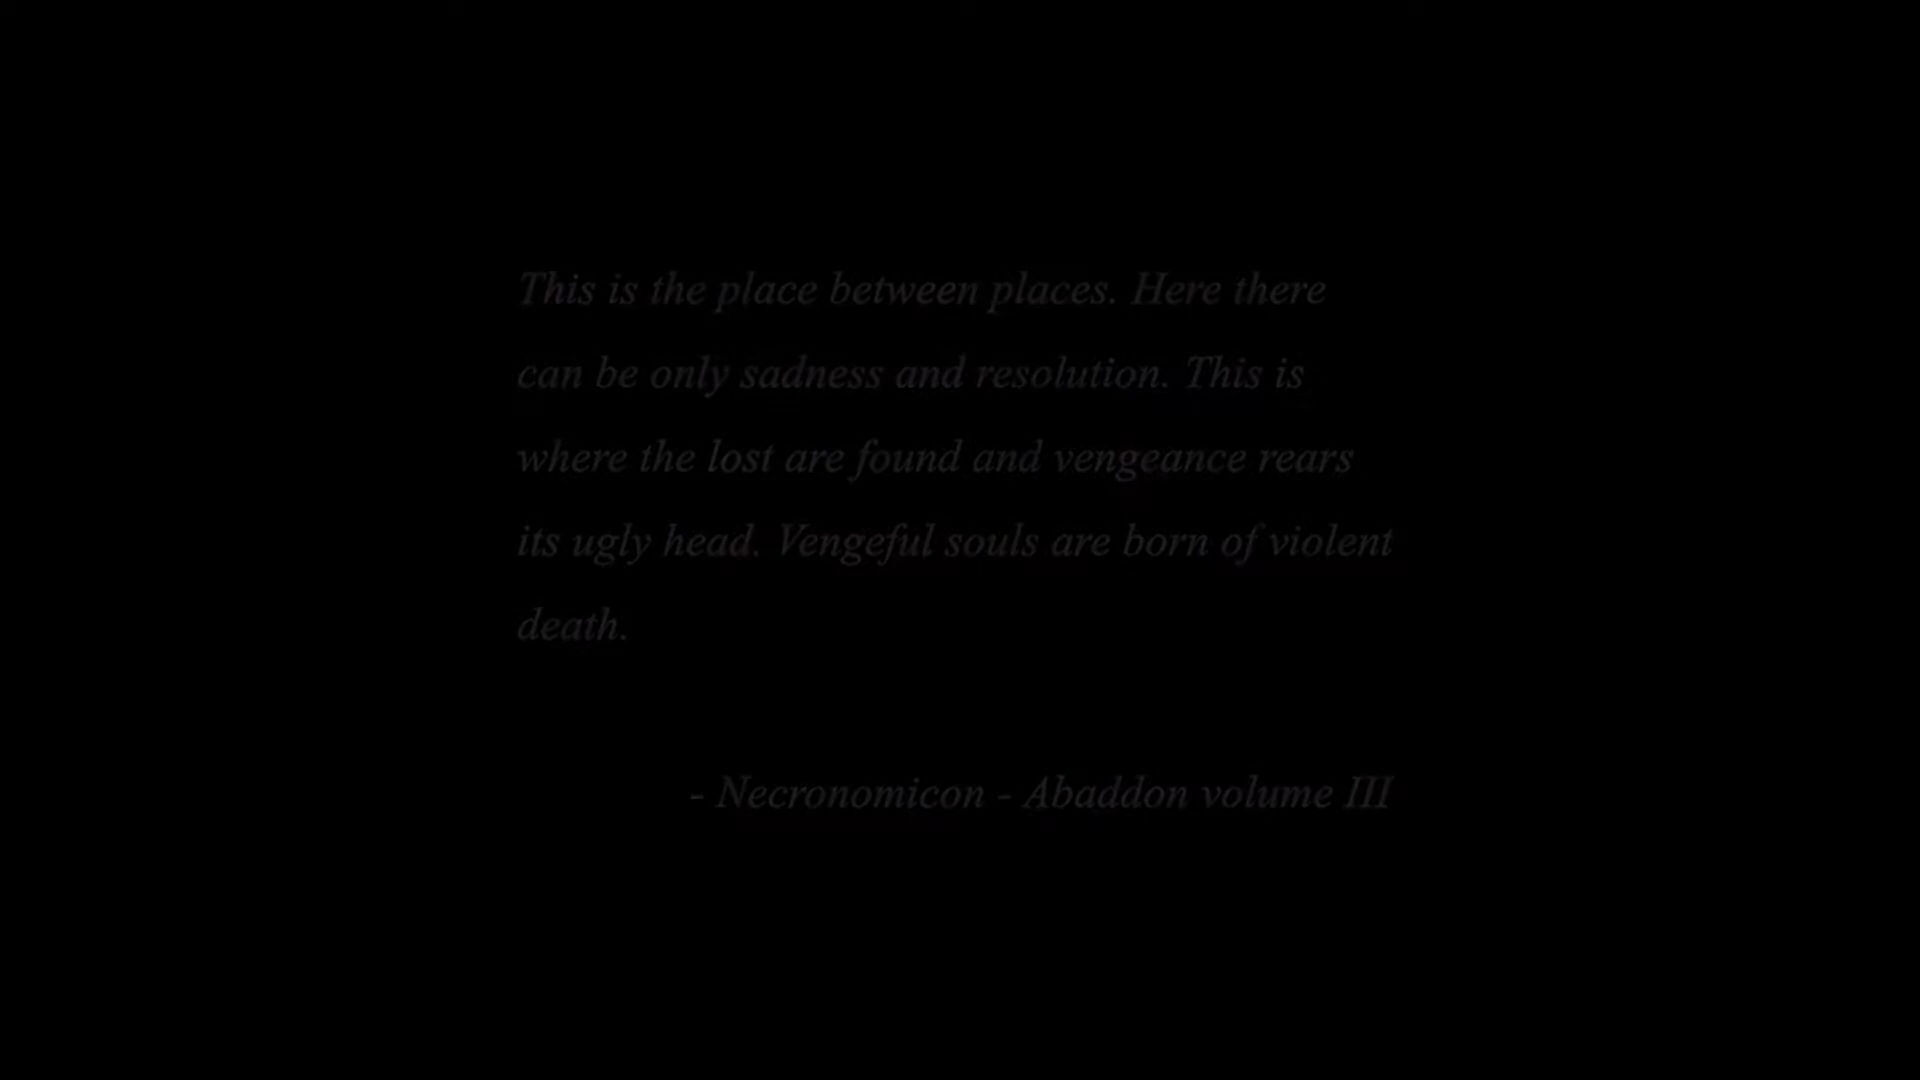 This is the place between places. Here there
can be only sadness and resolution. This is
where the lost are found and vengeance rears
its ugly head. Vengeful souls are born of violent
death.
- Necronomicon - Abaddon volume III